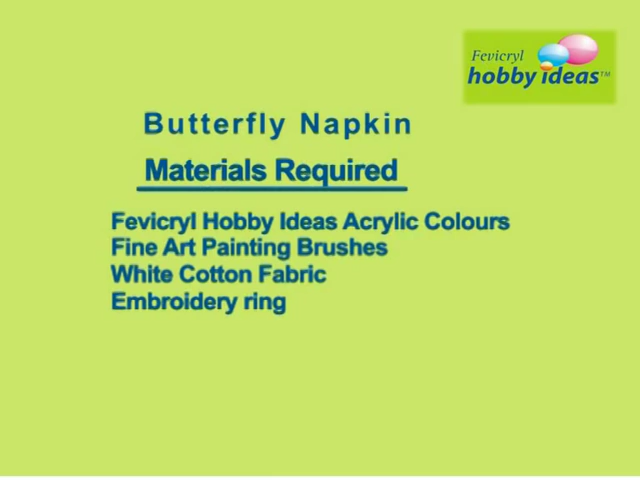 Fevicryl
hobby ideas™
Butterfly Napkin
Materials Required
Fevicryl Hobby Ideas Acrylic Colours
Fine Art Painting Brushes
White Cotton Fabric
Embroidery ring